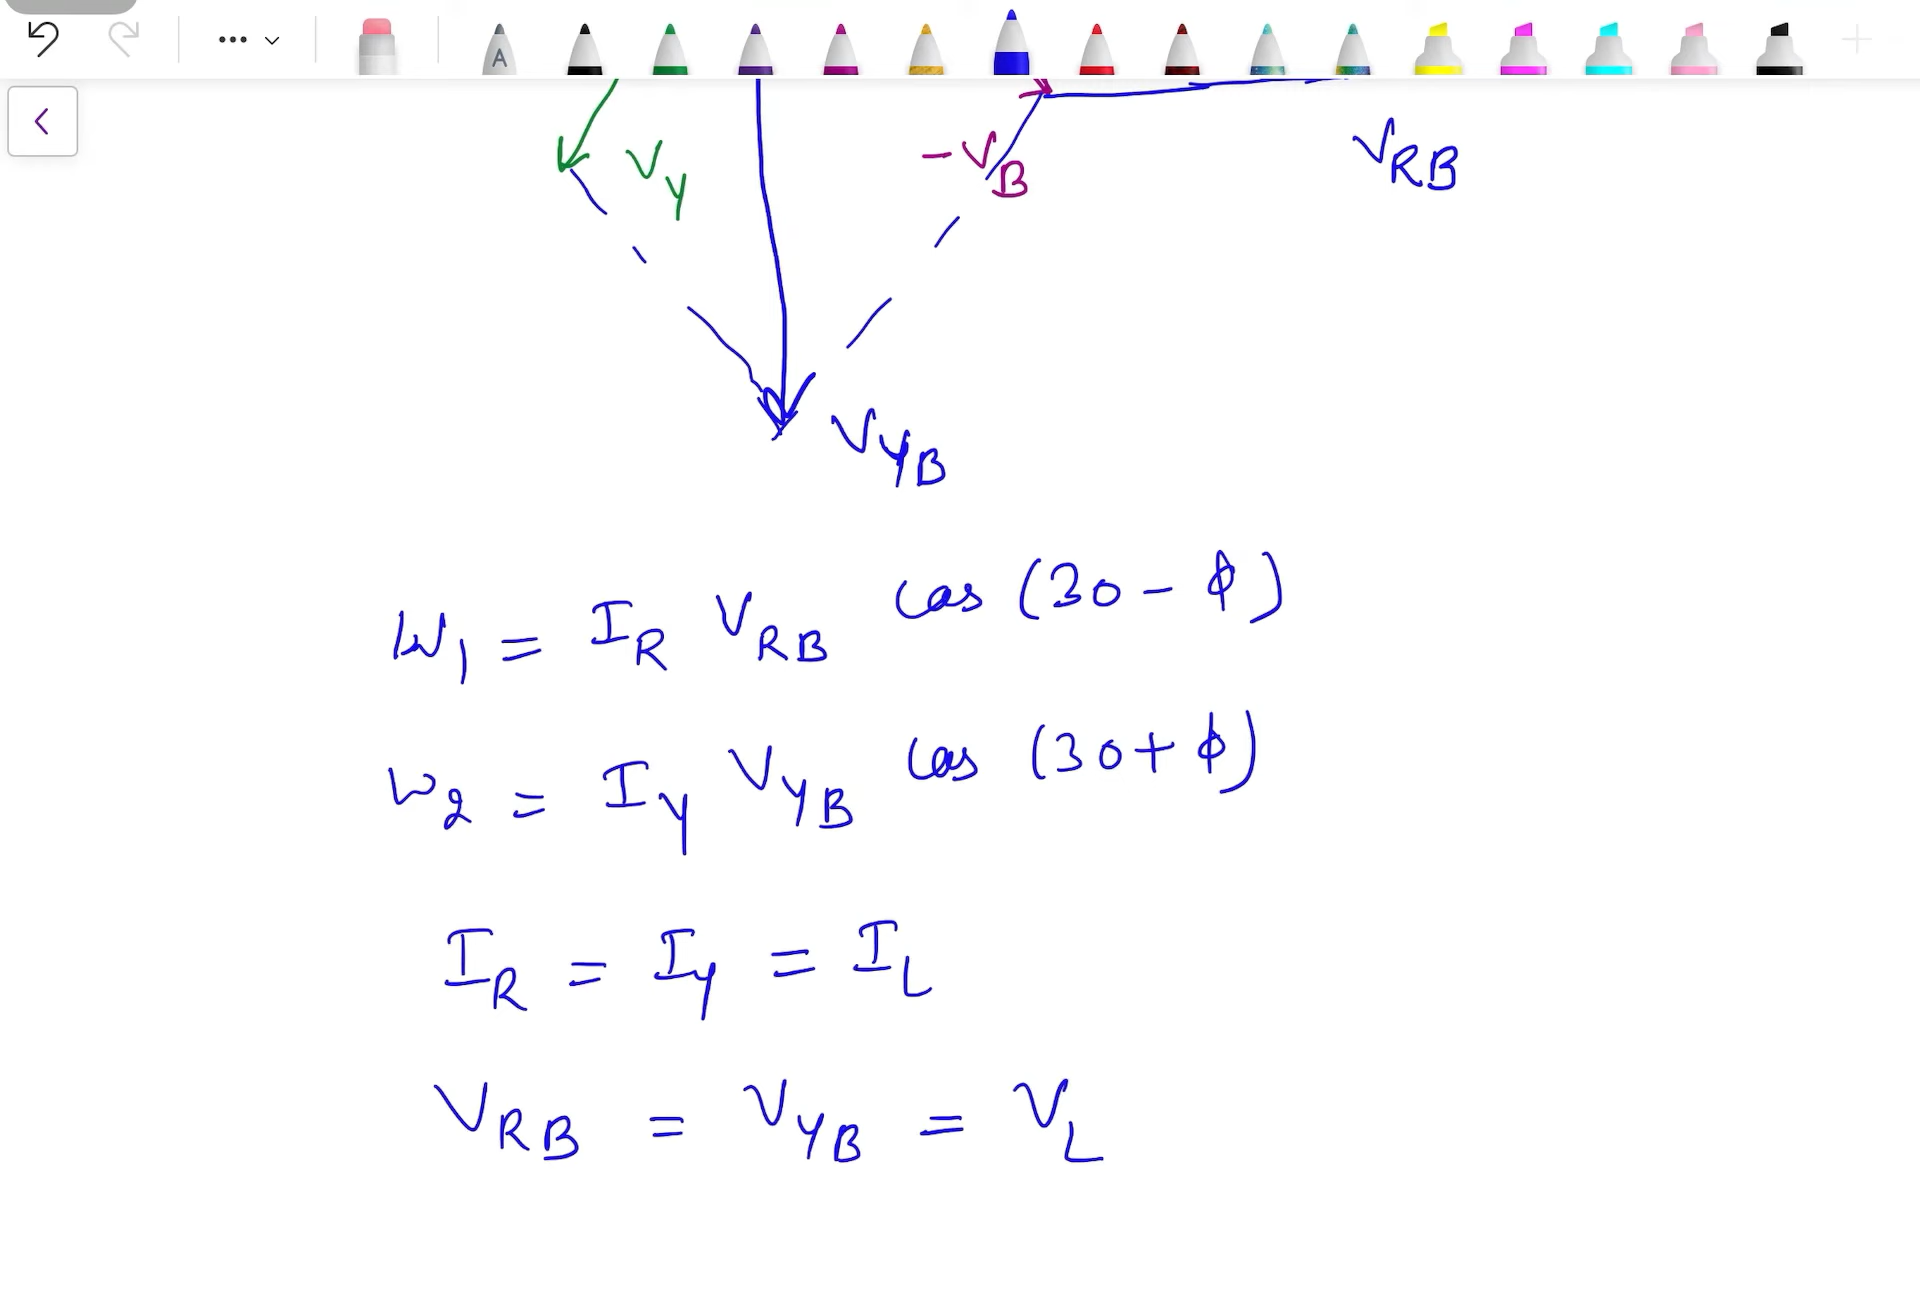 A
V_Y
-V_B
V_RB
V_YB
W_1 = I_R V_RB cos (30 - ϕ)
W_2 = I_Y V_YB cos (30 + ϕ)
I_R = I_Y = I_L
V_RB = V_YB = V_L